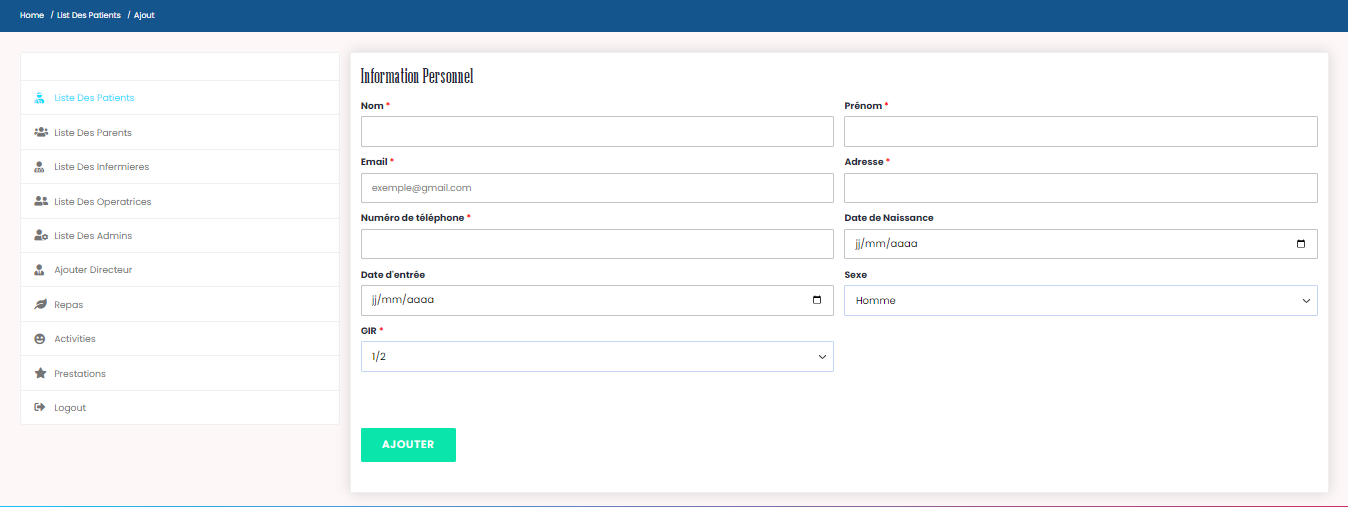 Home / List Des Patients / Ajout
Liste Des Patients
Liste Des Parents
Liste Des Infermieres
Liste Des Operatrices
Liste Des Admins
Ajouter Directeur
Repas
Activities
Prestations
Logout
Information Personnel
Nom * Prénom *
Email * Adresse *
exemple@gmail.com
Numéro de téléphone * Date de Naissance
jj/mm/aaaa
Date d'entrée Sexe
jj/mm/aaaa Homme
GIR *
1/2
AJOUTER